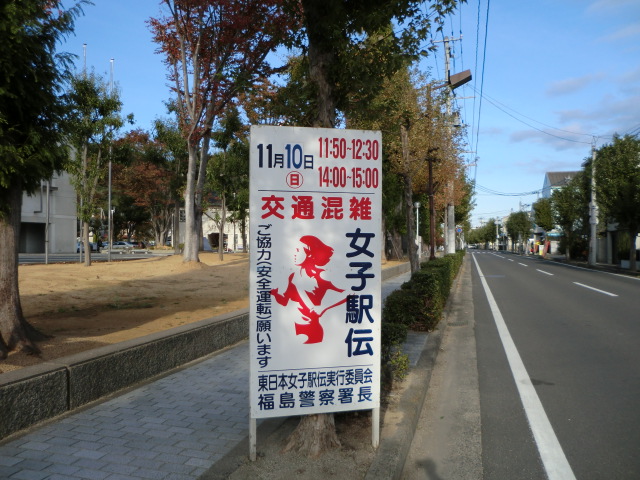 11月10日
㊐
11:50-12:30
14:00-15:00
交通混雑
女子駅伝
ご協力(安全運転)願います
東日本女子駅伝実行委員会
福島警察署長